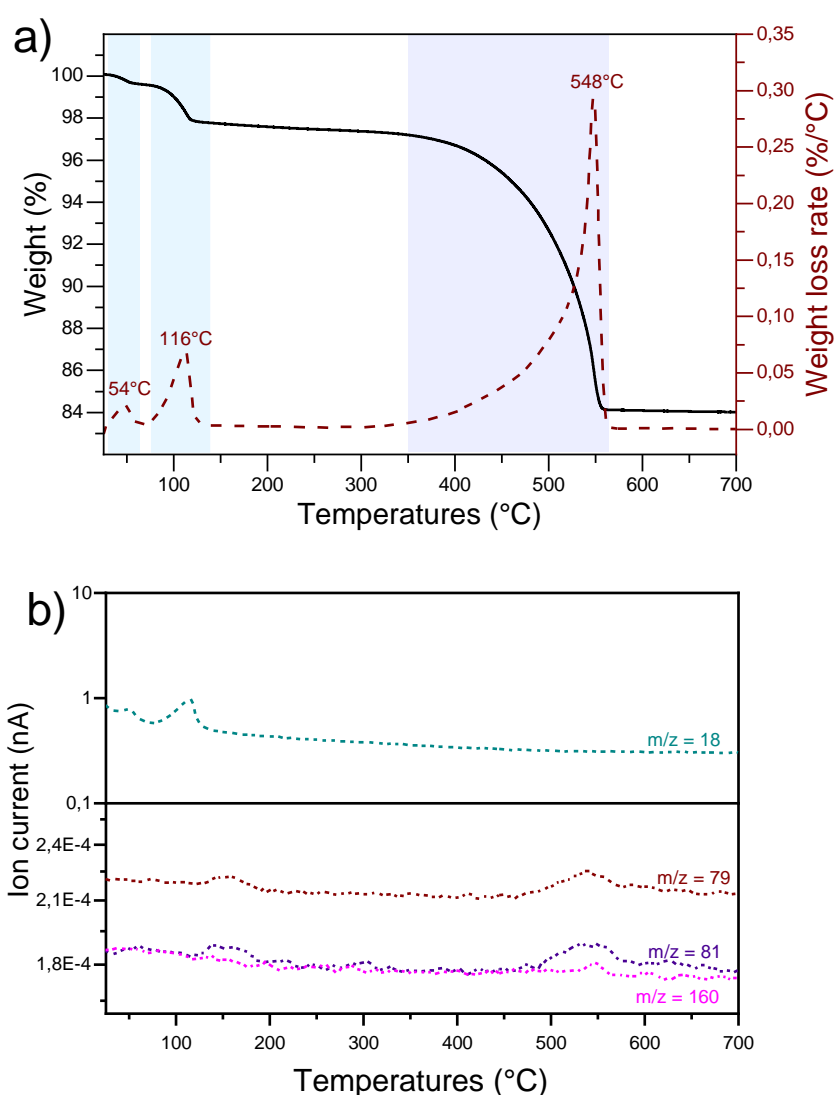 a)
Weight (%)
100
98
96
94
92
90
88
86
84
54°C
116°C
548°C
0,35
0,30
0,25
0,20
0,15
0,10
0,05
0,00
Weight loss rate (%/°C)
100 200 300 400 500 600 700
Temperatures (°C)
b)
Ion current (nA)
10
1
0,1
2,4E-4
2,1E-4
1,8E-4
m/z = 18
m/z = 79
m/z = 81
m/z = 160
100 200 300 400 500 600 700
Temperatures (°C)